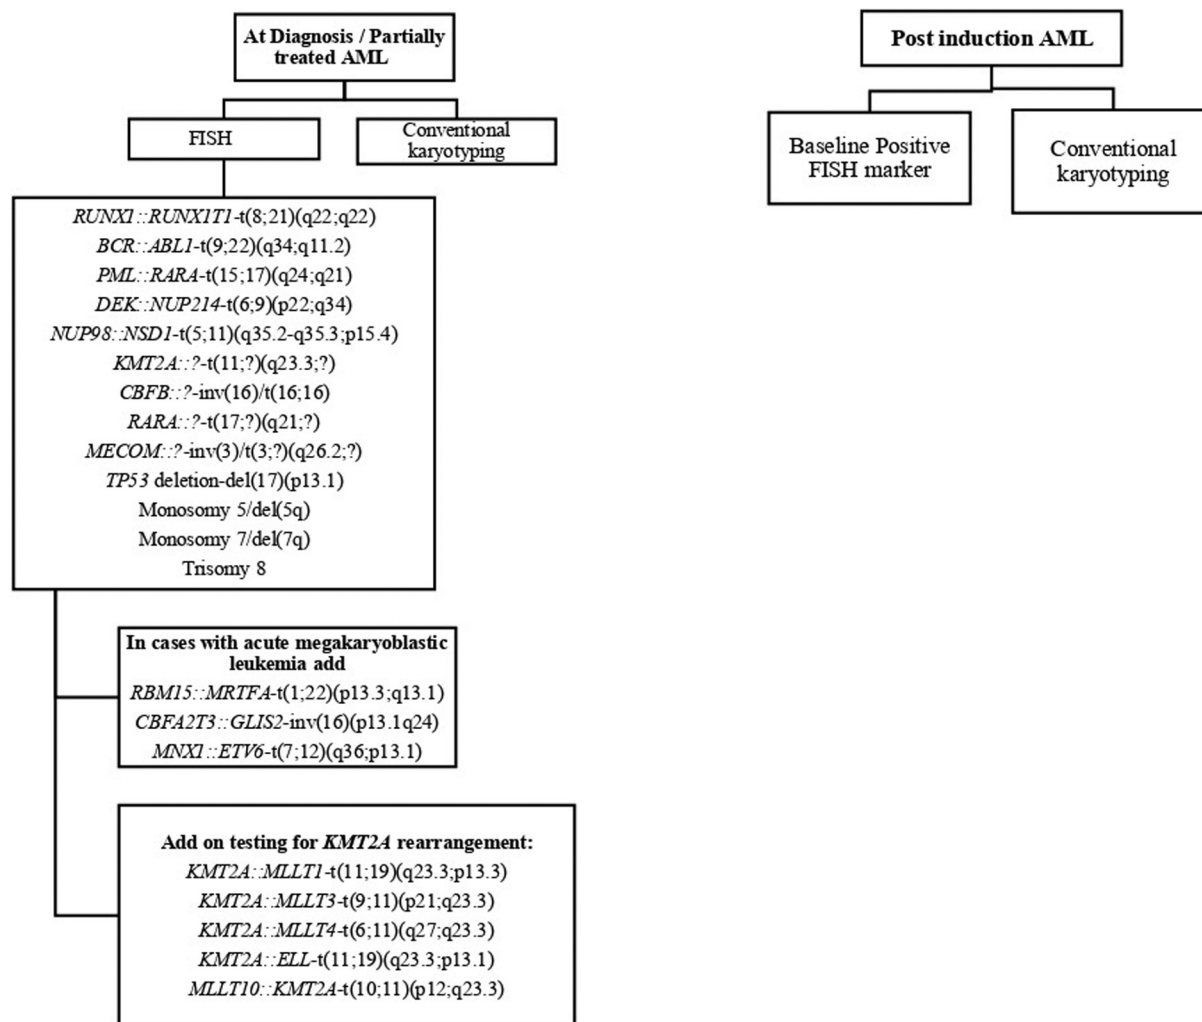 At Diagnosis / Partially
treated AML
FISH
Conventional
karyotyping
RUNX1::RUNX1T1-t(8;21)(q22;q22)
BCR::ABL1-t(9;22)(q34;q11.2)
PML::RARA-t(15;17)(q24;q21)
DEK::NUP214-t(6;9)(p22;q34)
NUP98::NSD1-t(5;11)(q35.2-q35.3;p15.4)
KMT2A::?-t(11;?)(q23.3;?)
CBFB::?-inv(16)/t(16;16)
RARA::?-t(17;?)(q21;?)
MECOM::?-inv(3)/t(3;?)(q26.2;?)
TP53 deletion-del(17)(p13.1)
Monosomy 5/del(5q)
Monosomy 7/del(7q)
Trisomy 8
In cases with acute megakaryoblastic
leukemia add
RBM15::MRTFA-t(1;22)(p13.3;q13.1)
CBFA2T3::GLIS2-inv(16)(p13.1q24)
MNX1::ETV6-t(7;12)(q36;p13.1)
Add on testing for KMT2A rearrangement:
KMT2A::MLLT1-t(11;19)(q23.3;p13.3)
KMT2A::MLLT3-t(9;11)(p21;q23.3)
KMT2A::MLLT4-t(6;11)(q27;q23.3)
KMT2A::ELL-t(11;19)(q23.3;p13.1)
MLLT10::KMT2A-t(10;11)(p12;q23.3)
Post induction AML
Baseline Positive
FISH marker
Conventional
karyotyping